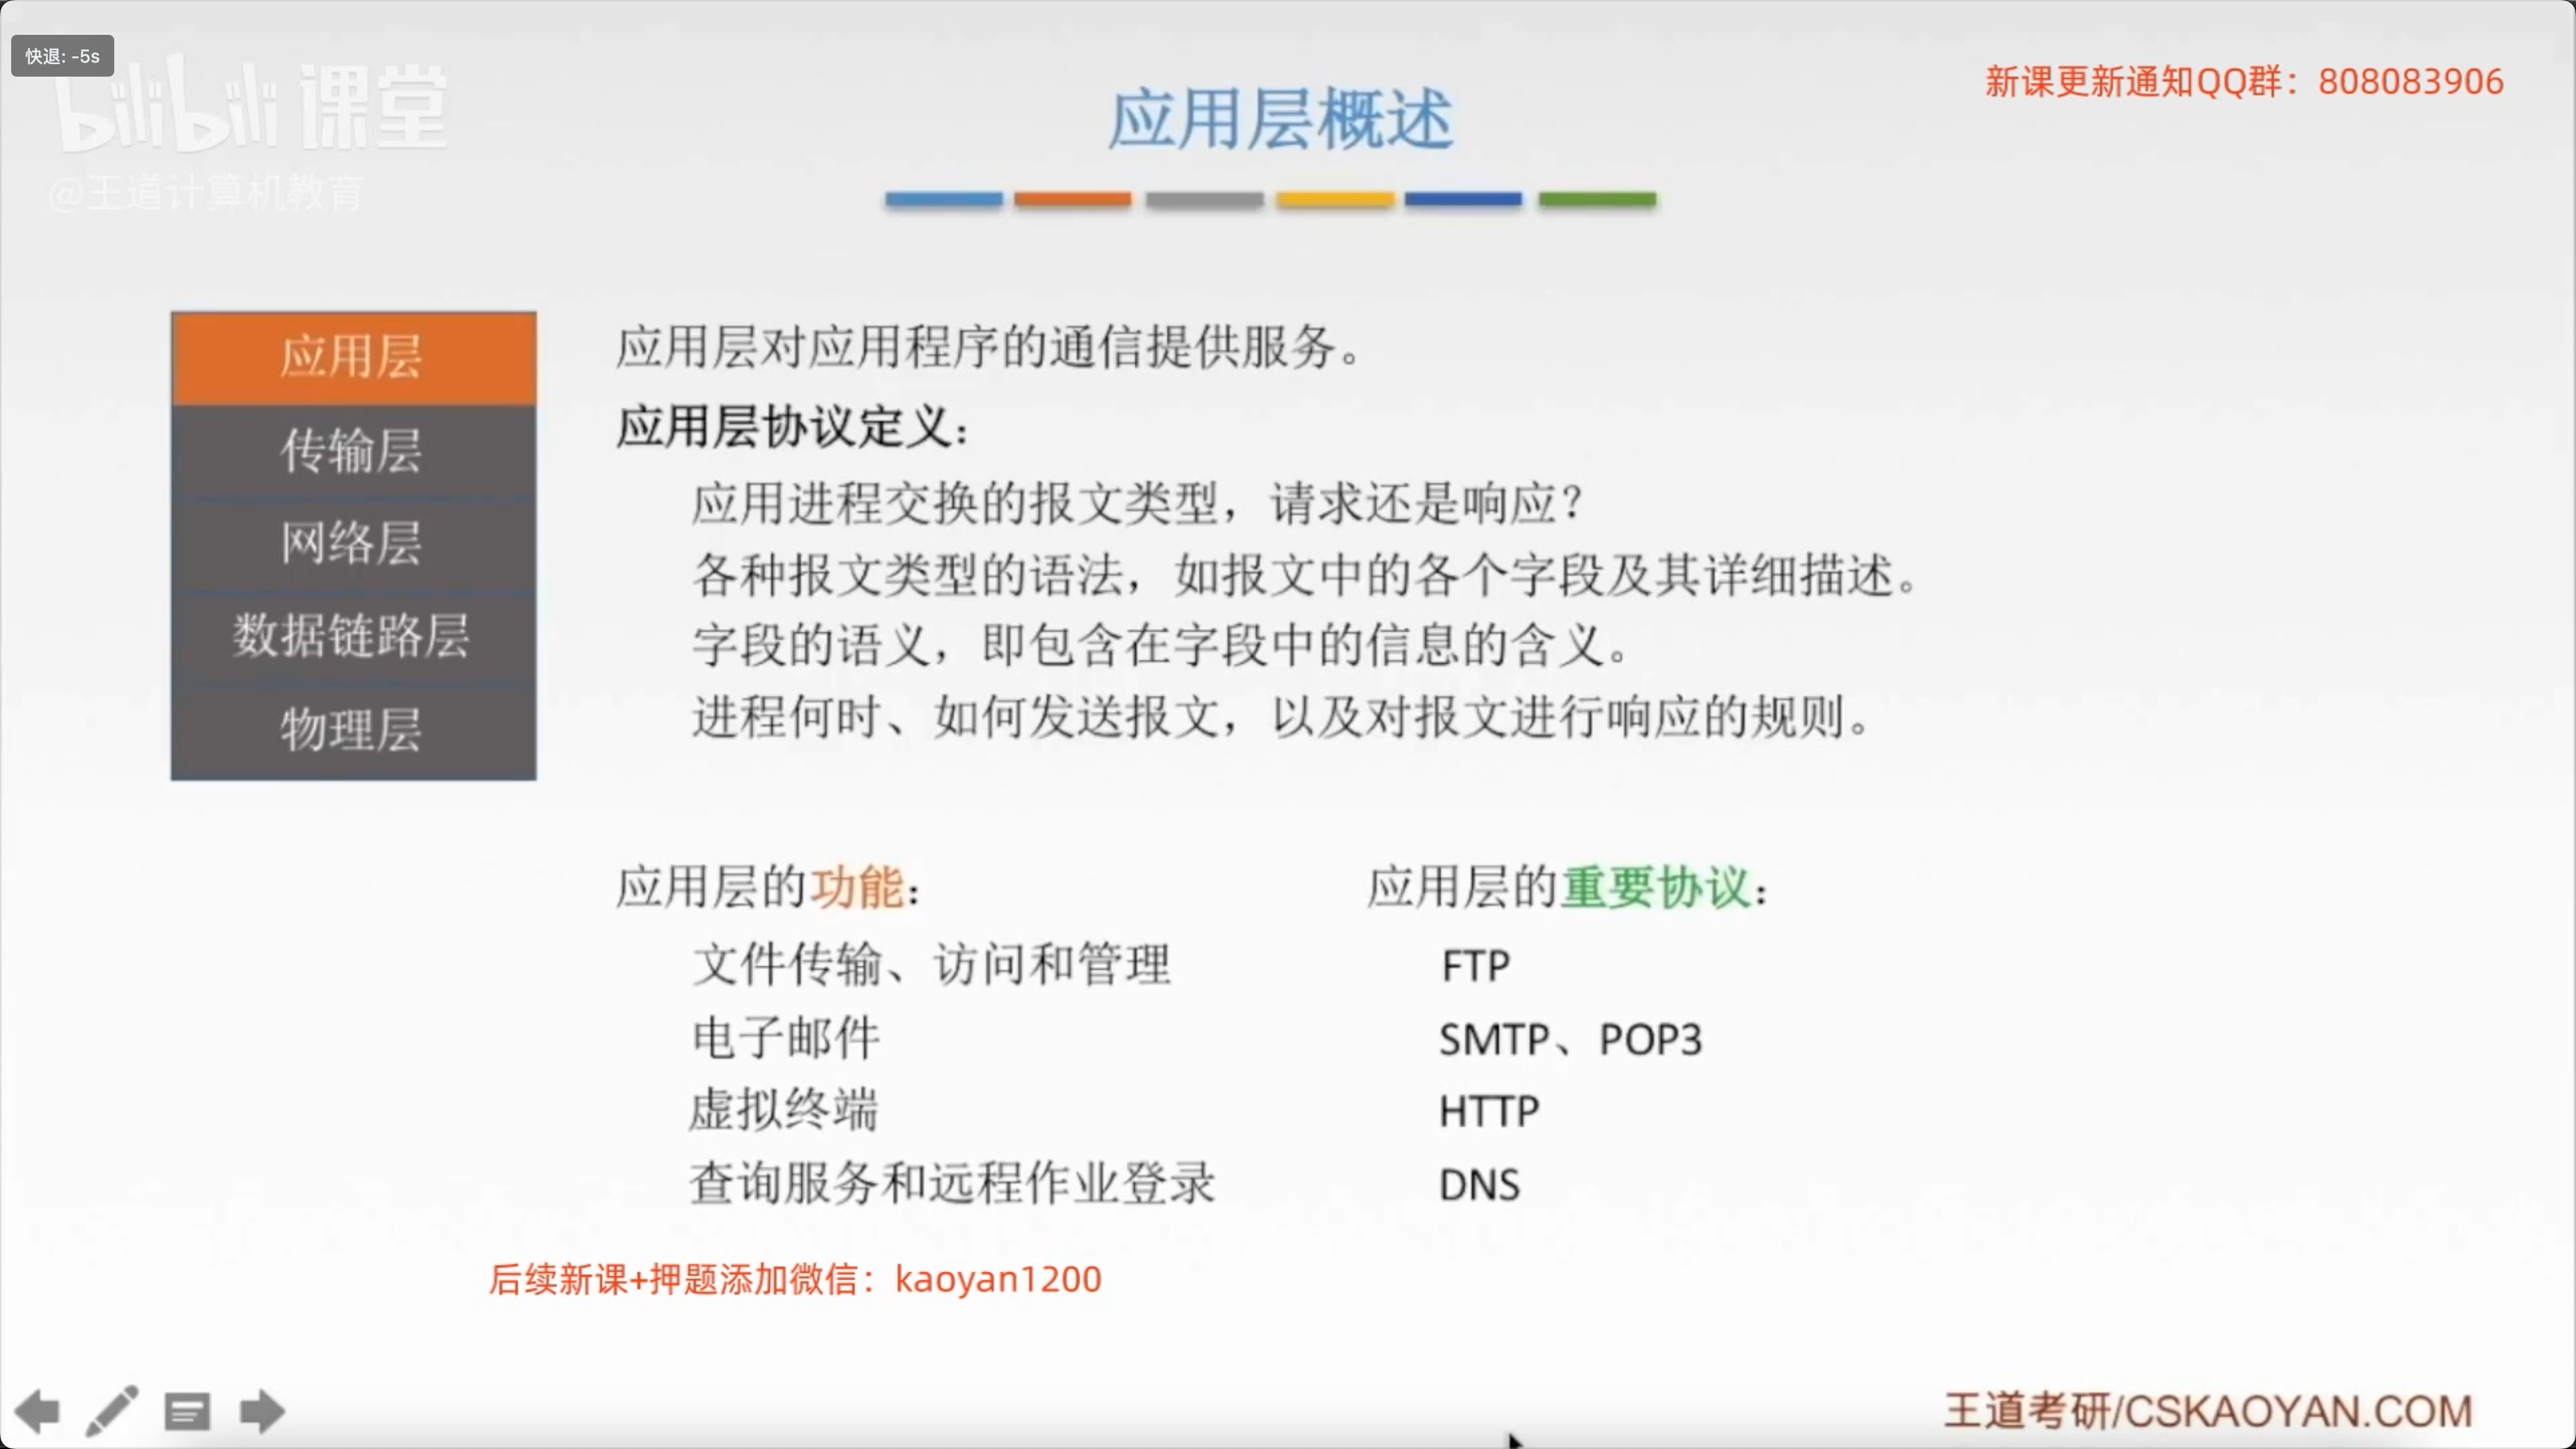 快退: -5s
bilibili 课堂
@王道计算机教育
新课更新通知QQ群：808083906
应用层概述
应用层
传输层
网络层
数据链路层
物理层
应用层对应用程序的通信提供服务。
应用层协议定义：
应用进程交换的报文类型，请求还是响应？
各种报文类型的语法，如报文中的各个字段及其详细描述。
字段的语义，即包含在字段中的信息的含义。
进程何时、如何发送报文，以及对报文进行响应的规则。
应用层的功能：
文件传输、访问和管理
电子邮件
虚拟终端
查询服务和远程作业登录
应用层的重要协议：
FTP
SMTP、POP3
HTTP
DNS
后续新课+押题添加微信：kaoyan1200
王道考研/CSKAOYAN.COM